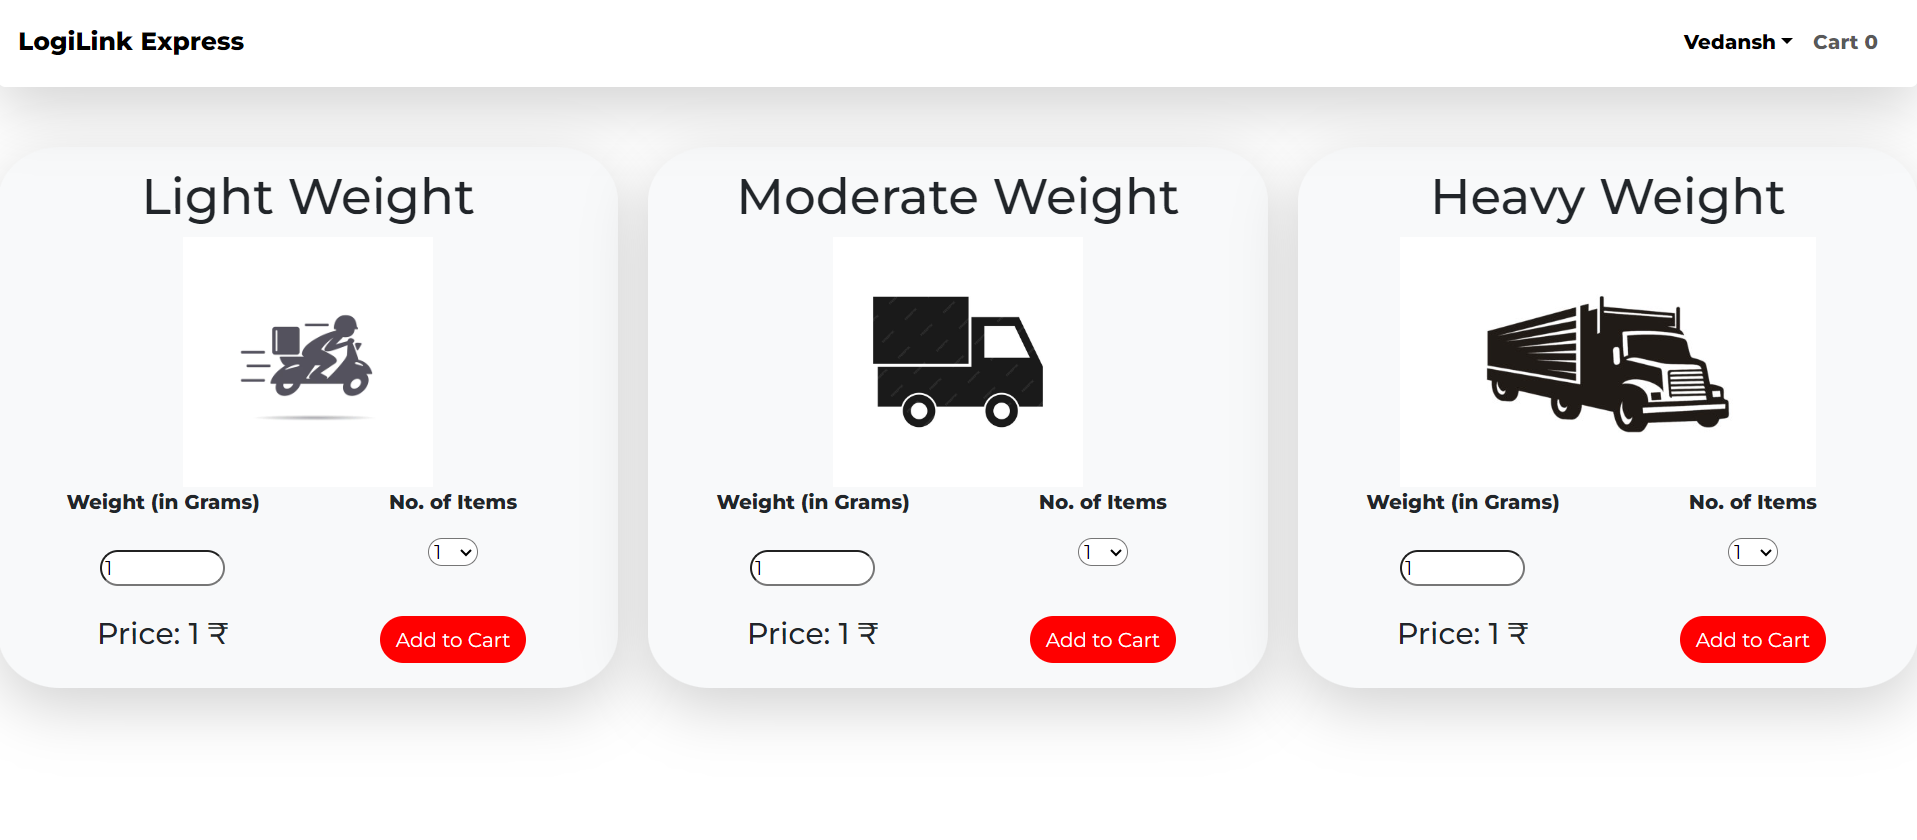 LogiLink Express
Vedansh Cart 0
Light Weight
Weight (in Grams) No. of Items
1 1
Price: 1 ₹ Add to Cart
Moderate Weight
Weight (in Grams) No. of Items
1 1
Price: 1 ₹ Add to Cart
Heavy Weight
Weight (in Grams) No. of Items
1 1
Price: 1 ₹ Add to Cart